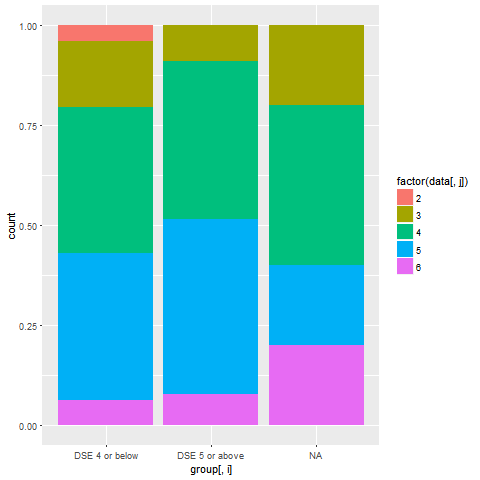 1.00
0.75
0.50
0.25
0.00
count
DSE 4 or below DSE 5 or above NA
group[, i]
factor(data[, j])
2
3
4
5
6